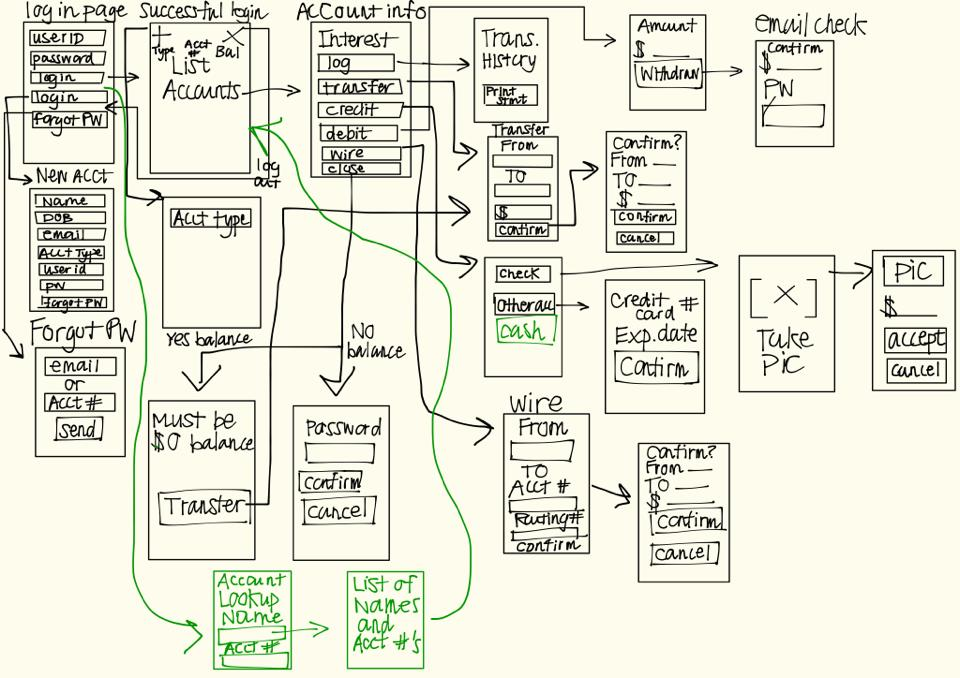 log in page
userID
password
login
login
forgot PW
Successful login
+
X
Type
Acct
#
Bal
List
Accounts
log
out
Account info
Interest
log
transfer
credit
debit
wire
close
Trans.
History
Print
stmt
Amount
$
Withdraw
email check
Confirm
$
PW
Transfer
From
TO
$
confirm
Confirm?
From
TO
$
confirm
cancel
New Acct
Name
DOB
email
Acct Type
user id
PW
forgot PW
Acct type
Forgot PW
email
or
Acct #
send
Yes balance
NO
balance
check
Other acc
cash
Credit
card #
Exp. date
Confirm
[X]
Take
Pic
PiC
$
accept
cancel
Must be
$0 balance
Transfer
Password
confirm
cancel
Wire
From
TO
Acct #
Routing#
confirm
Confirm?
From
TO
$
Confirm
cancel
Account
Lookup
Name
Acct #
List of
Names
and
Acct #'s